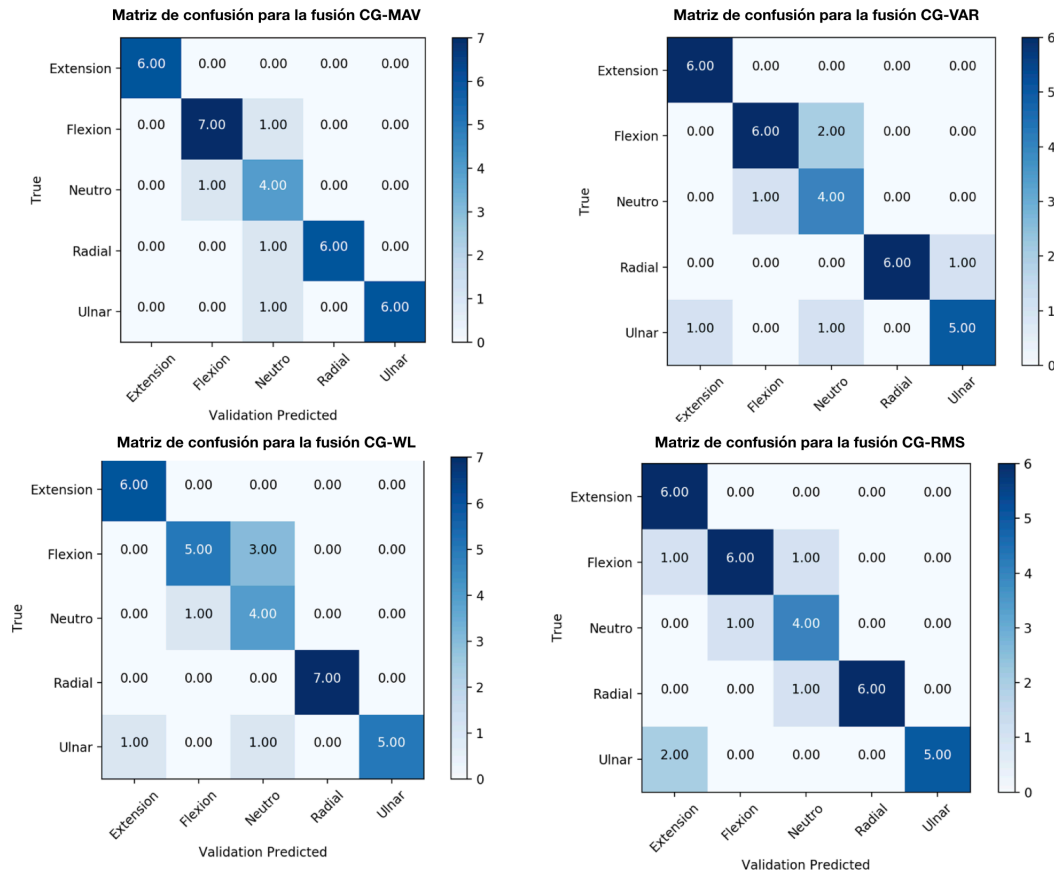 Matriz de confusión para la fusión CG-MAV
True
Extension 6.00 0.00 0.00 0.00 0.00
Flexion 0.00 7.00 1.00 0.00 0.00
Neutro 0.00 1.00 4.00 0.00 0.00
Radial 0.00 0.00 1.00 6.00 0.00
Ulnar 0.00 0.00 1.00 0.00 6.00
Extension Flexion Neutro Radial Ulnar
Validation Predicted
7
6
5
4
3
2
1
0
Matriz de confusión para la fusión CG-VAR
True
Extension 6.00 0.00 0.00 0.00 0.00
Flexion 0.00 6.00 2.00 0.00 0.00
Neutro 0.00 1.00 4.00 0.00 0.00
Radial 0.00 0.00 0.00 6.00 1.00
Ulnar 1.00 0.00 1.00 0.00 5.00
Extension Flexion Neutro Radial Ulnar
6
5
4
3
2
1
0
Matriz de confusión para la fusión CG-WL
True
Extension 6.00 0.00 0.00 0.00 0.00
Flexion 0.00 5.00 3.00 0.00 0.00
Neutro 0.00 1.00 4.00 0.00 0.00
Radial 0.00 0.00 0.00 7.00 0.00
Ulnar 1.00 0.00 1.00 0.00 5.00
Extension Flexion Neutro Radial Ulnar
Validation Predicted
7
6
5
4
3
2
1
0
Matriz de confusión para la fusión CG-RMS
True
Extension 6.00 0.00 0.00 0.00 0.00
Flexion 1.00 6.00 1.00 0.00 0.00
Neutro 0.00 1.00 4.00 0.00 0.00
Radial 0.00 0.00 1.00 6.00 0.00
Ulnar 2.00 0.00 0.00 0.00 5.00
Extension Flexion Neutro Radial Ulnar
Validation Predicted
6
5
4
3
2
1
0